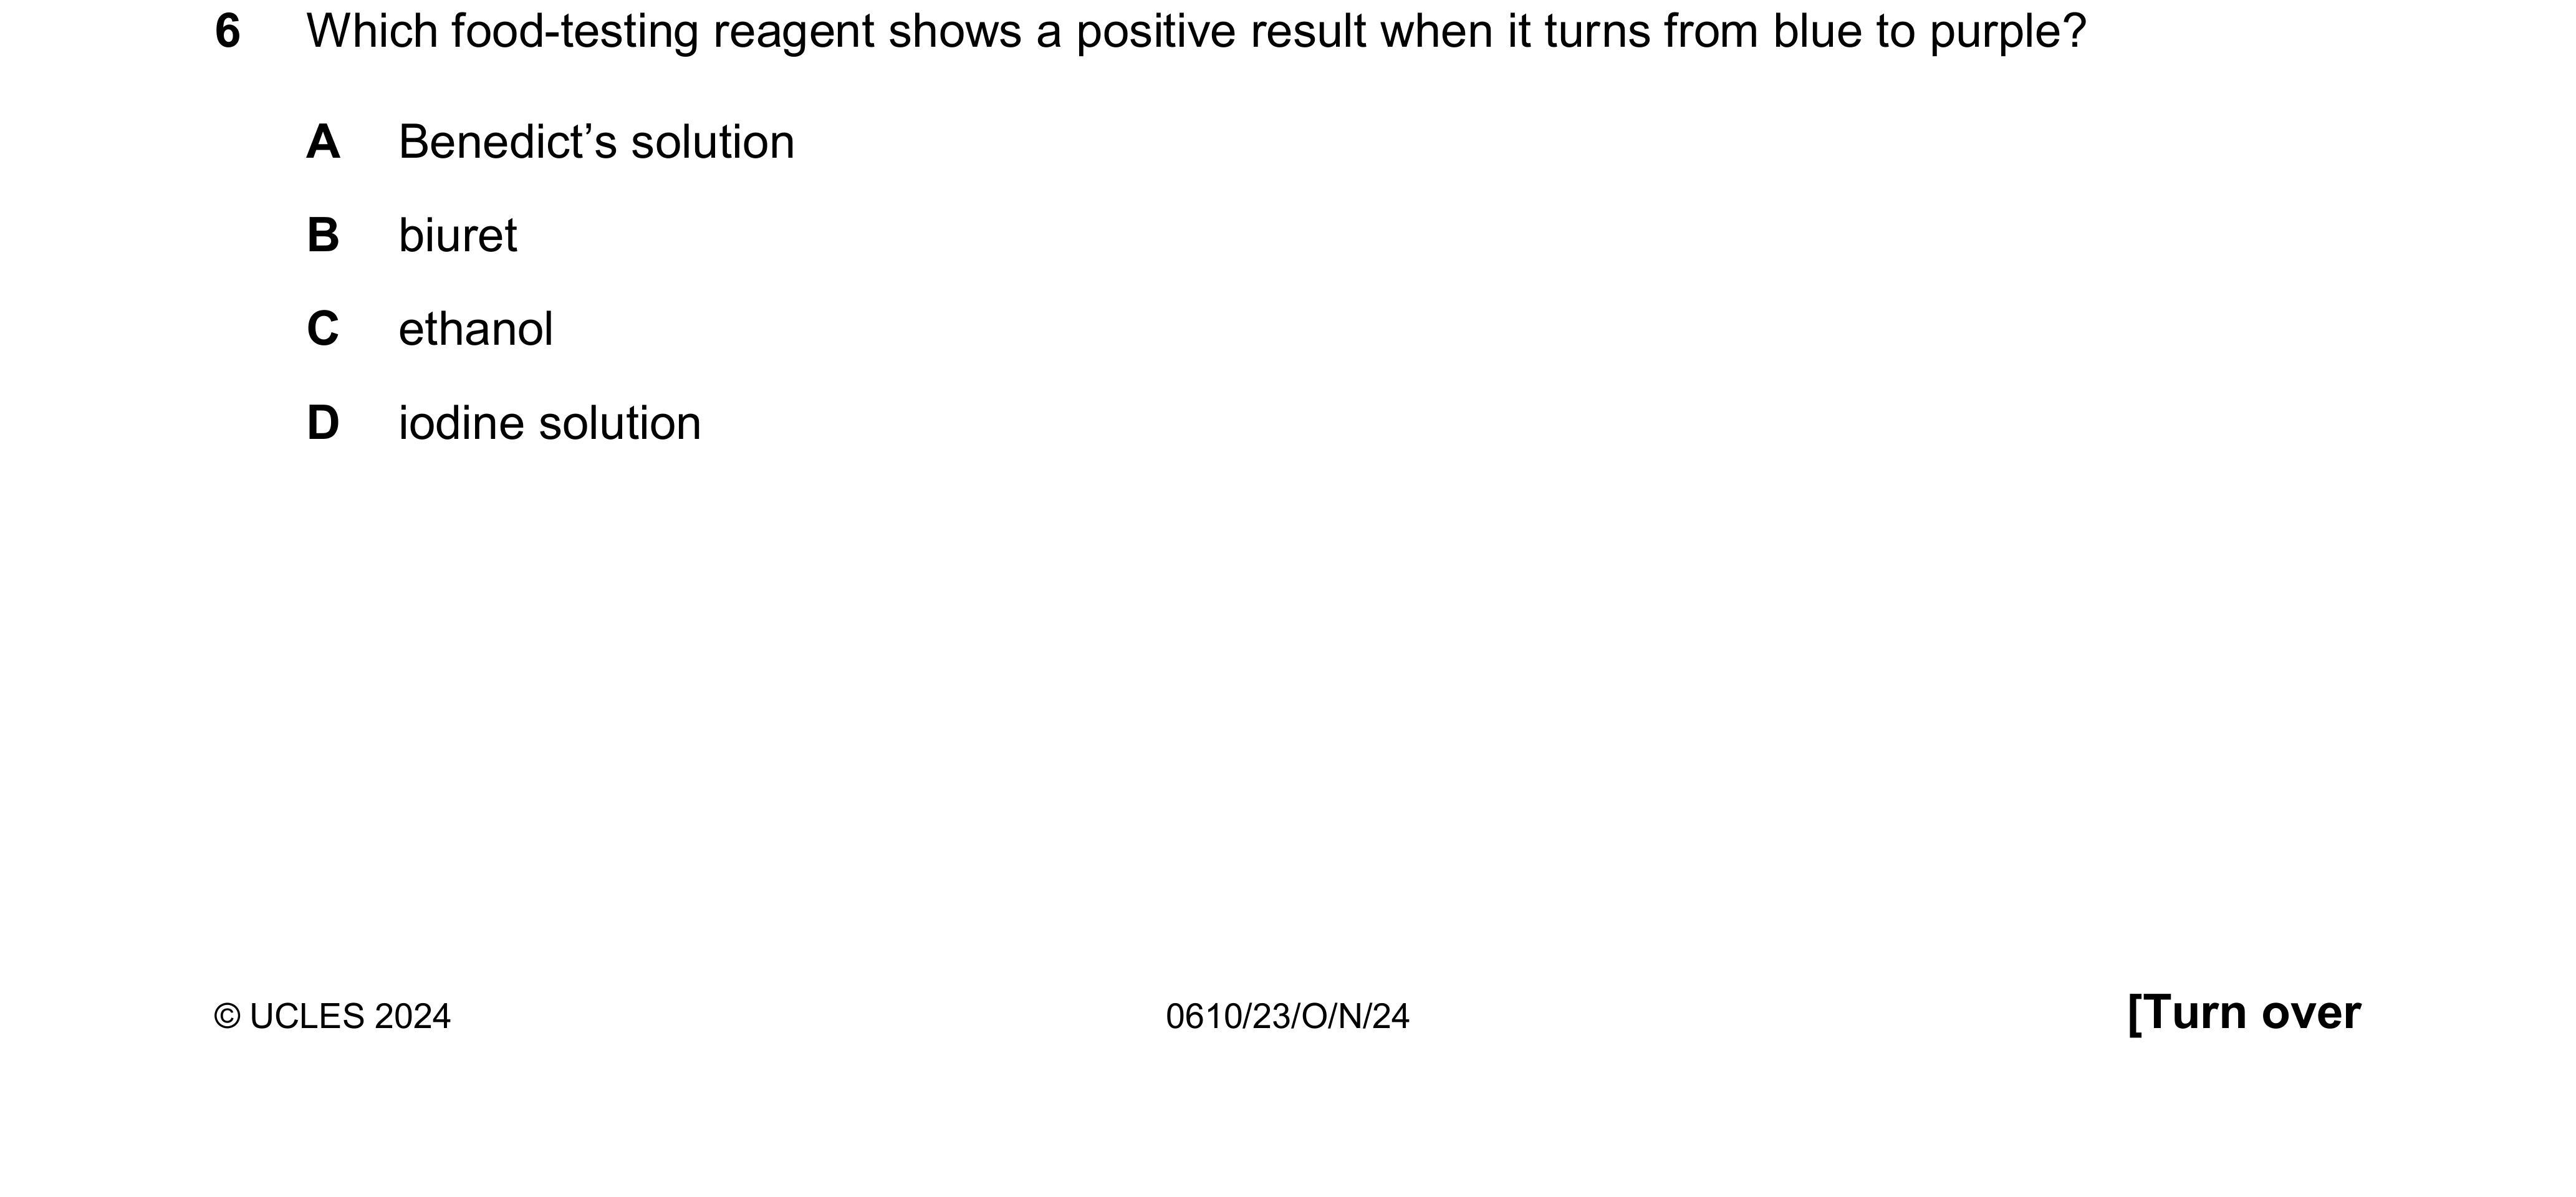 6 Which food-testing reagent shows a positive result when it turns from blue to purple?
A Benedict’s solution
B biuret
C ethanol
D iodine solution
© UCLES 2024 0610/23/O/N/24 [Turn over